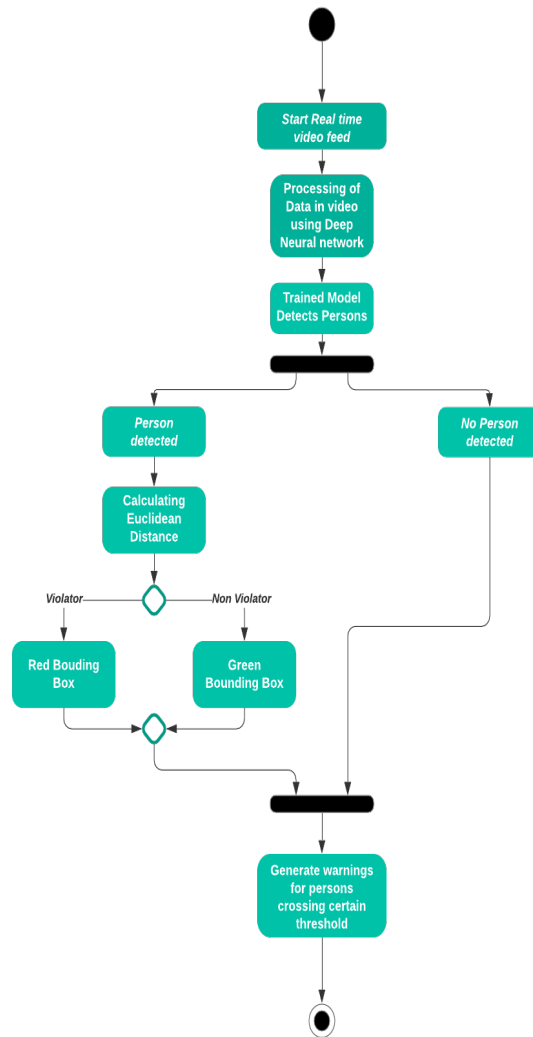 Start Real time
video feed
Processing of
Data in video
using Deep
Neural network
Trained Model
Detects Persons
Person
detected
No Person
detected
Calculating
Euclidean
Distance
Violator
Non Violator
Red Bouding
Box
Green
Bounding Box
Generate warnings
for persons
crossing certain
threshold